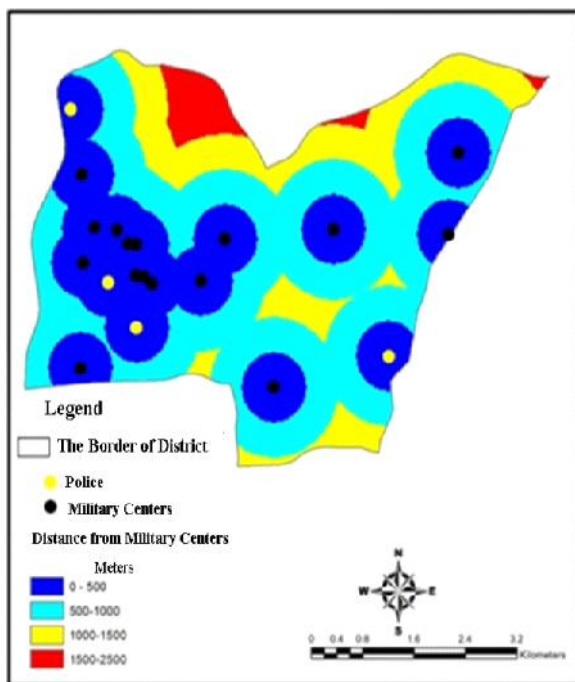 Legend
The Border of District
Police
Military Centers
Distance from Military Centers
Meters
0 - 500
500-1000
1000-1500
1500-2500
N
W E
S
0 0.4 0.8 1.6 2.4 3.2
Kilometers